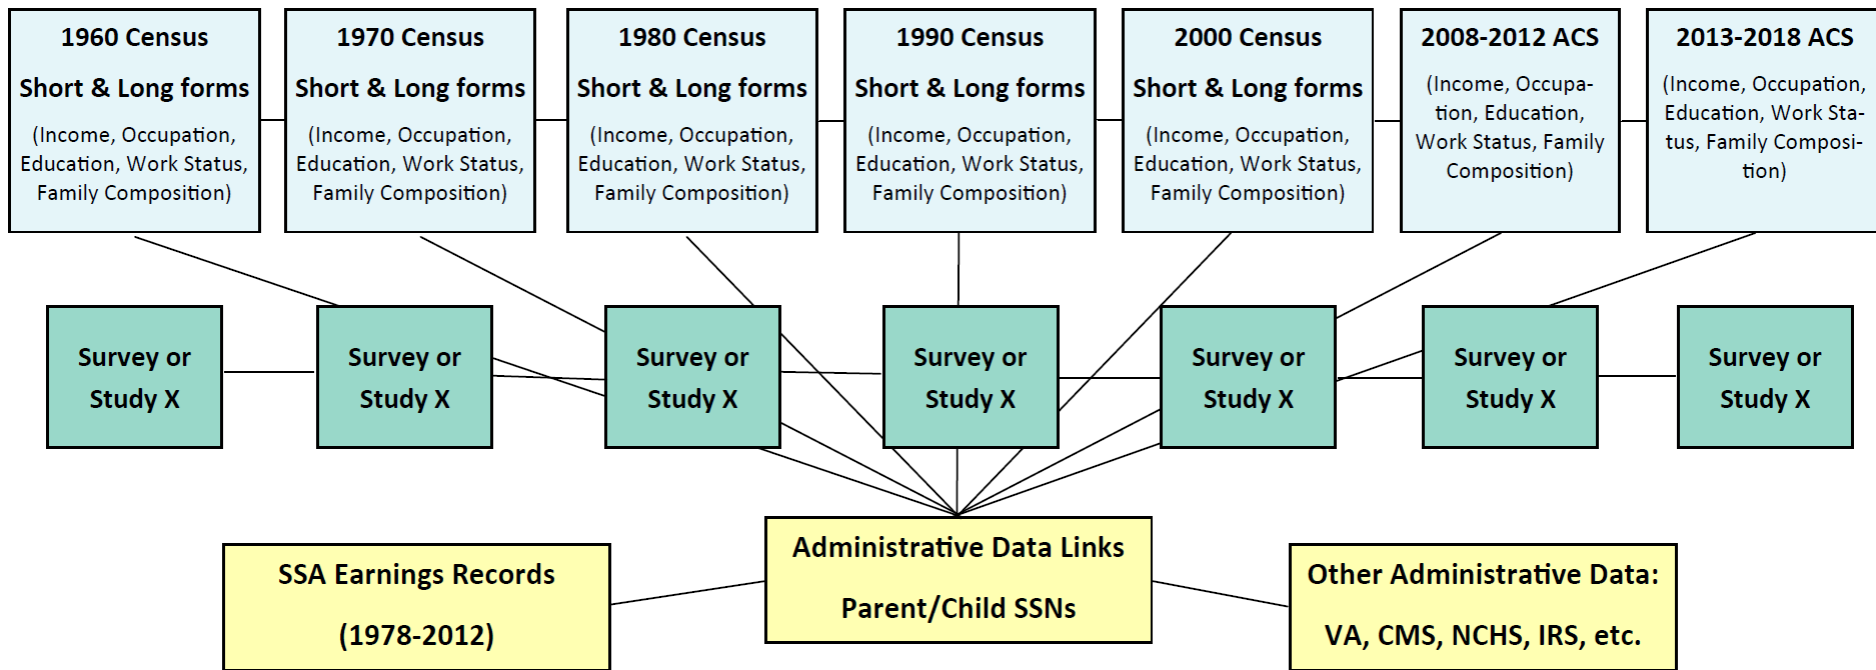 1960 Census
Short & Long forms
(Income, Occupation,
Education, Work Status,
Family Composition)
1970 Census
Short & Long forms
(Income, Occupation,
Education, Work Status,
Family Composition)
1980 Census
Short & Long forms
(Income, Occupation,
Education, Work Status,
Family Composition)
1990 Census
Short & Long forms
(Income, Occupation,
Education, Work Status,
Family Composition)
2000 Census
Short & Long forms
(Income, Occupation,
Education, Work Status,
Family Composition)
2008-2012 ACS
(Income, Occupa-
tion, Education,
Work Status, Family
Composition)
2013-2018 ACS
(Income, Occupation,
Education, Work Sta-
tus, Family Composi-
tion)
Survey or
Study X
Survey or
Study X
Survey or
Study X
Survey or
Study X
Survey or
Study X
Survey or
Study X
Survey or
Study X
SSA Earnings Records
(1978-2012)
Administrative Data Links
Parent/Child SSNs
Other Administrative Data:
VA, CMS, NCHS, IRS, etc.